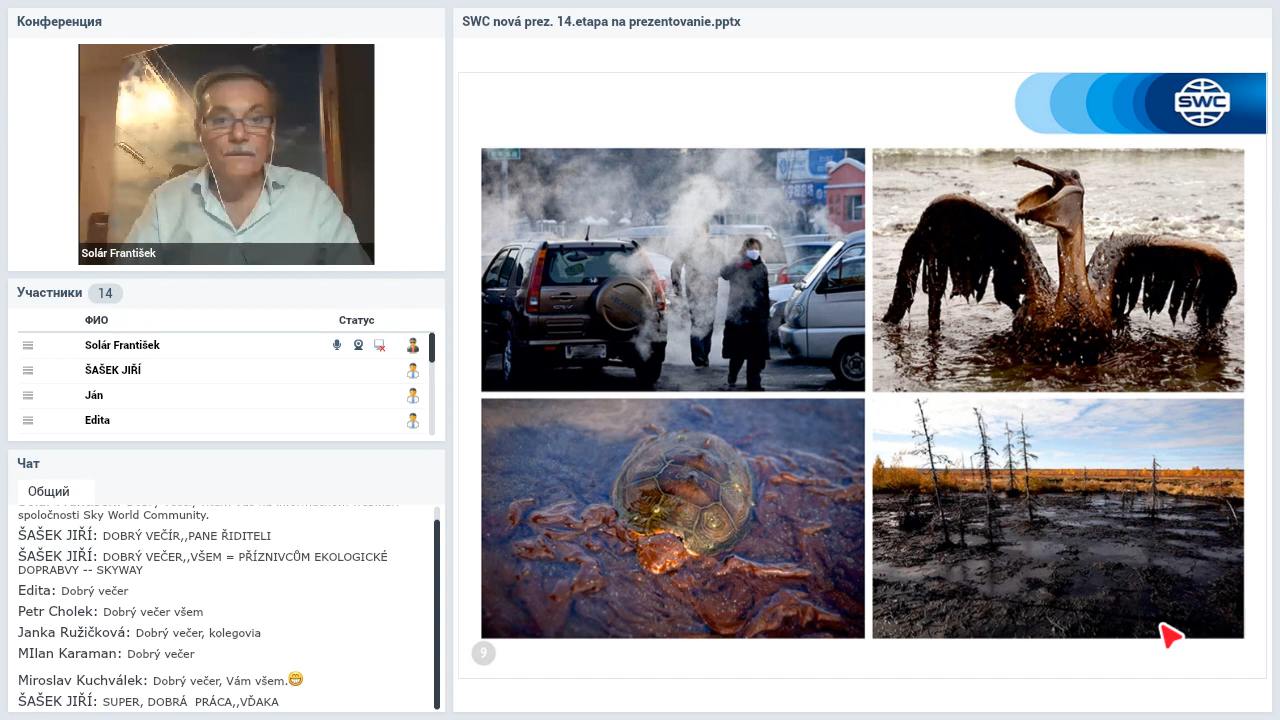 Конференция
Solár František
Участники 14
ФИО Статус
Solár František
ŠAŠEK JIŘÍ
Ján
Edita
Чат
Общий
spoločnosti Sky World Community.
ŠAŠEK JIŘÍ: DOBRÝ VEČÍR,,PANE ŘIDITELI
ŠAŠEK JIŘÍ: DOBRÝ VEČER,,VŠEM = PŘÍZNIVCŮM EKOLOGICKÉ
DOPRABVY -- SKYWAY
Edita: Dobrý večer
Petr Cholek: Dobrý večer všem
Janka Ružičková: Dobrý večer, kolegovia
MIlan Karaman: Dobrý večer
Miroslav Kuchválek: Dobrý večer, Vám všem.
ŠAŠEK JIŘÍ: SUPER, DOBRÁ PRÁCA,,VĎAKA
SWC nová prez. 14.etapa na prezentovanie.pptx
SWC
9